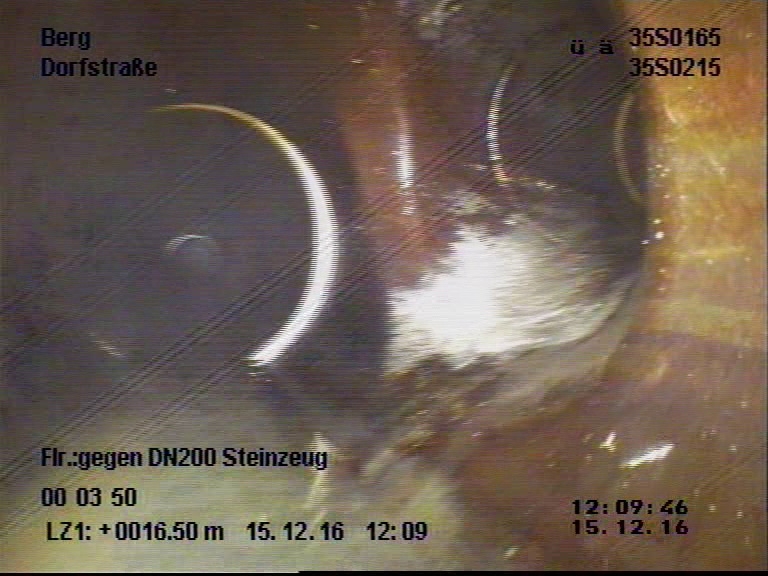 Berg
Dorfstraße
ü ä 35S0165
35S0215
Flr.:gegen DN200 Steinzeug
00 03 50
LZ1: +0016.50 m 15.12.16 12:09
12:09:46
15.12.16